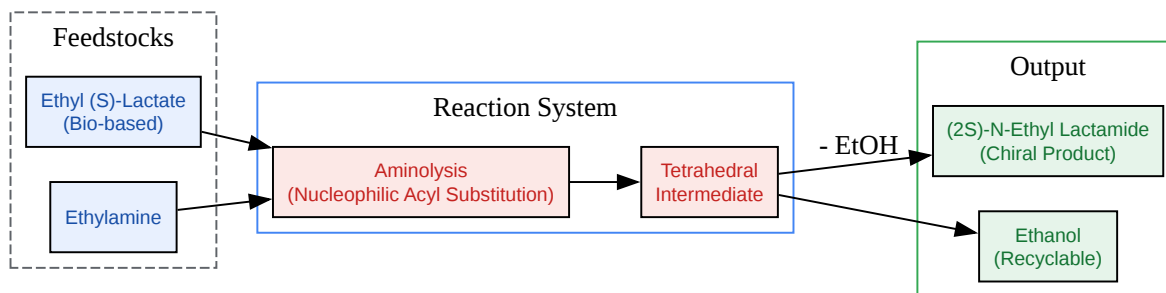 Feedstocks
Ethyl (S)-Lactate
(Bio-based)
Ethylamine
Reaction System
Aminolysis
(Nucleophilic Acyl Substitution)
Tetrahedral
Intermediate
- EtOH
Output
(2S)-N-Ethyl Lactamide
(Chiral Product)
Ethanol
(Recyclable)